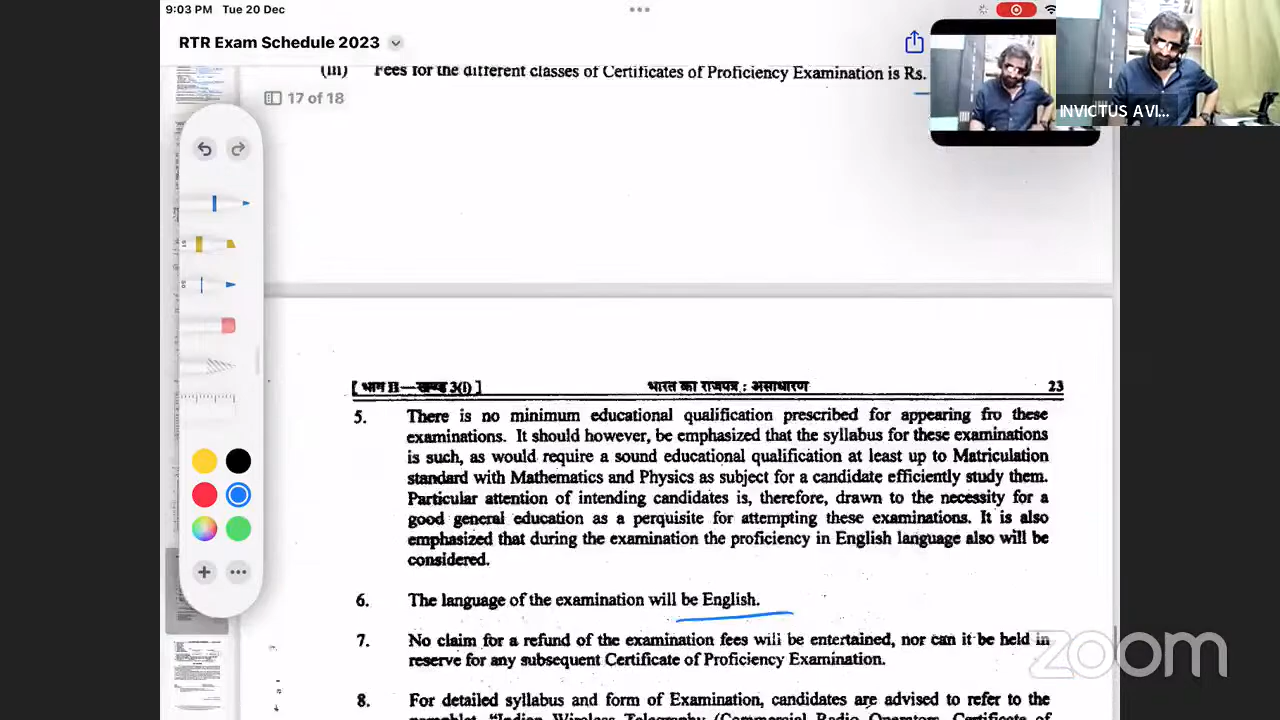 9:03 PM Tue 20 Dec
RTR Exam Schedule 2023
(iii) Fees for the different classes of Certificates of Proficiency Examination is Rs.
17 of 18
INVICTUS AVI...
[ भाग II—खण्ड 3(i) ] भारत का राजपत्र : असाधारण 23
5. There is no minimum educational qualification prescribed for appearing fro these
examinations. It should however, be emphasized that the syllabus for these examinations
is such, as would require a sound educational qualification at least up to Matriculation
standard with Mathematics and Physics as subject for a candidate efficiently study them.
Particular attention of intending candidates is, therefore, drawn to the necessity for a
good general education as a perquisite for attempting these examinations. It is also
emphasized that during the examination the proficiency in English language also will be
considered.
6. The language of the examination will be English.
7. No claim for a refund of the examination fees will be entertained, nor can it be held in
reserve for any subsequent Certificate of Proficiency Examination.
zoom
8. For detailed syllabus and form of Examination, candidates are advised to refer to the
pamphlet, "Indian Wireless Telegraphy (Commercial Radio Operators Certificate of